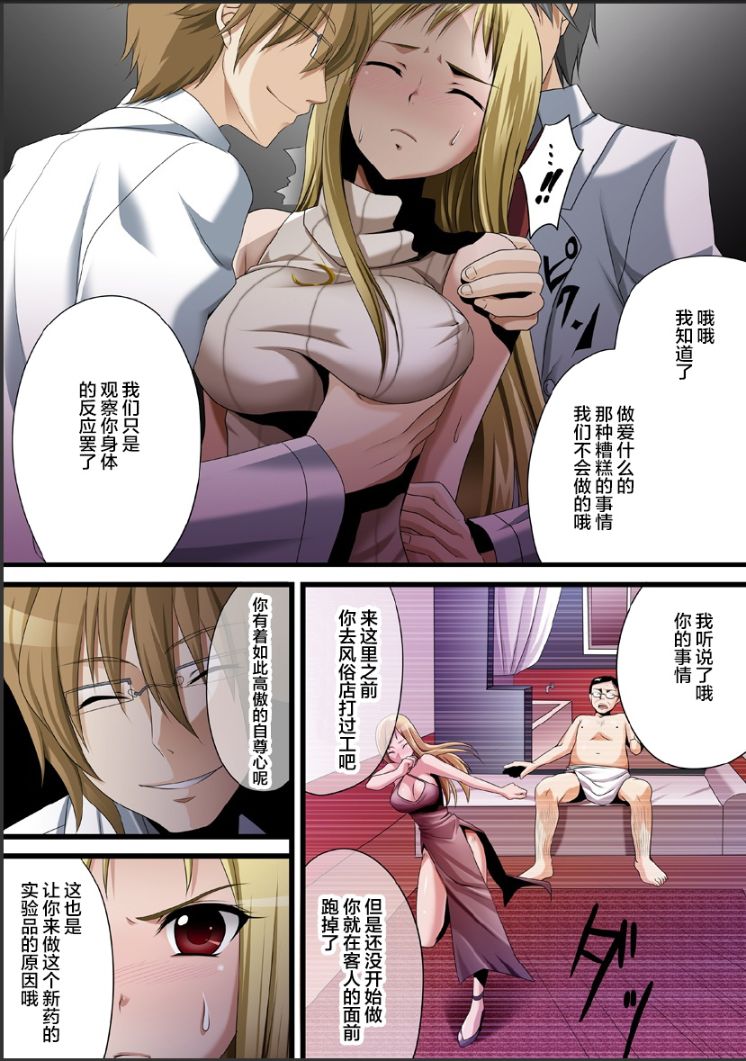 哦哦
我知道了
做爱什么的
那种糟糕的事情
我们不会做的哦
…!!
ピクン
我们只是
观察你身体
的反应罢了
我听说了哦
你的事情
来这里之前
你去风俗店打过工吧
但是还没开始做
你就在客人的面前
跑掉了
你有着如此高傲的自尊心呢
这也是
让你来做这个新药的
实验品的原因哦